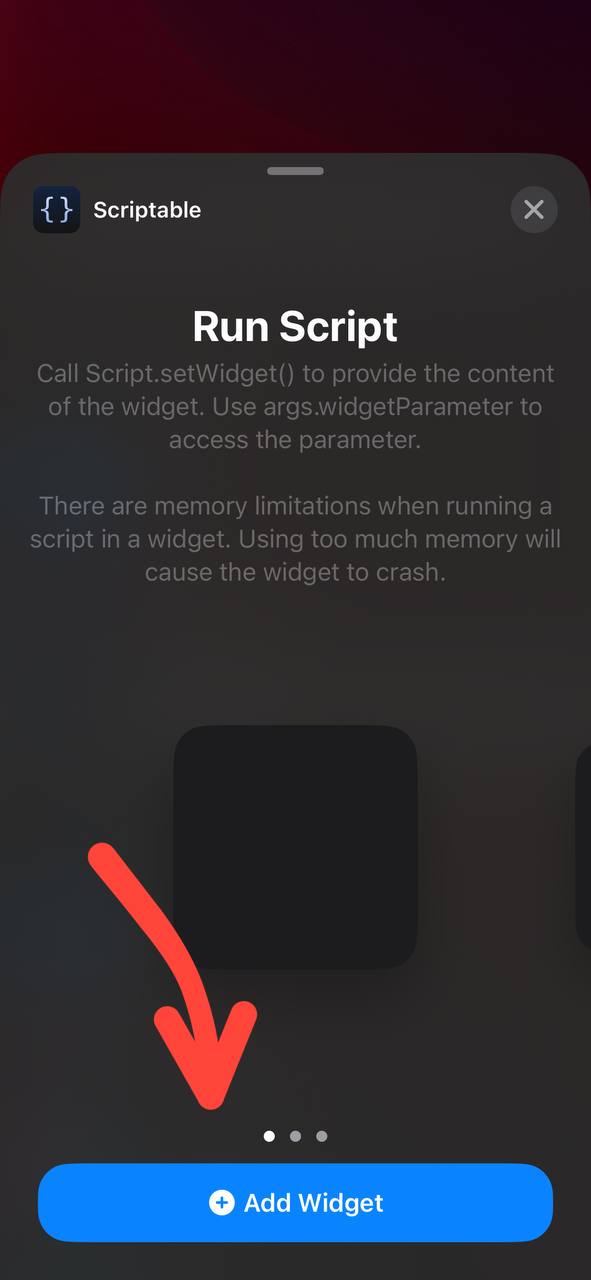 Scriptable
Run Script
Call Script.setWidget() to provide the content
of the widget. Use args.widgetParameter to
access the parameter.
There are memory limitations when running a
script in a widget. Using too much memory will
cause the widget to crash.
Add Widget